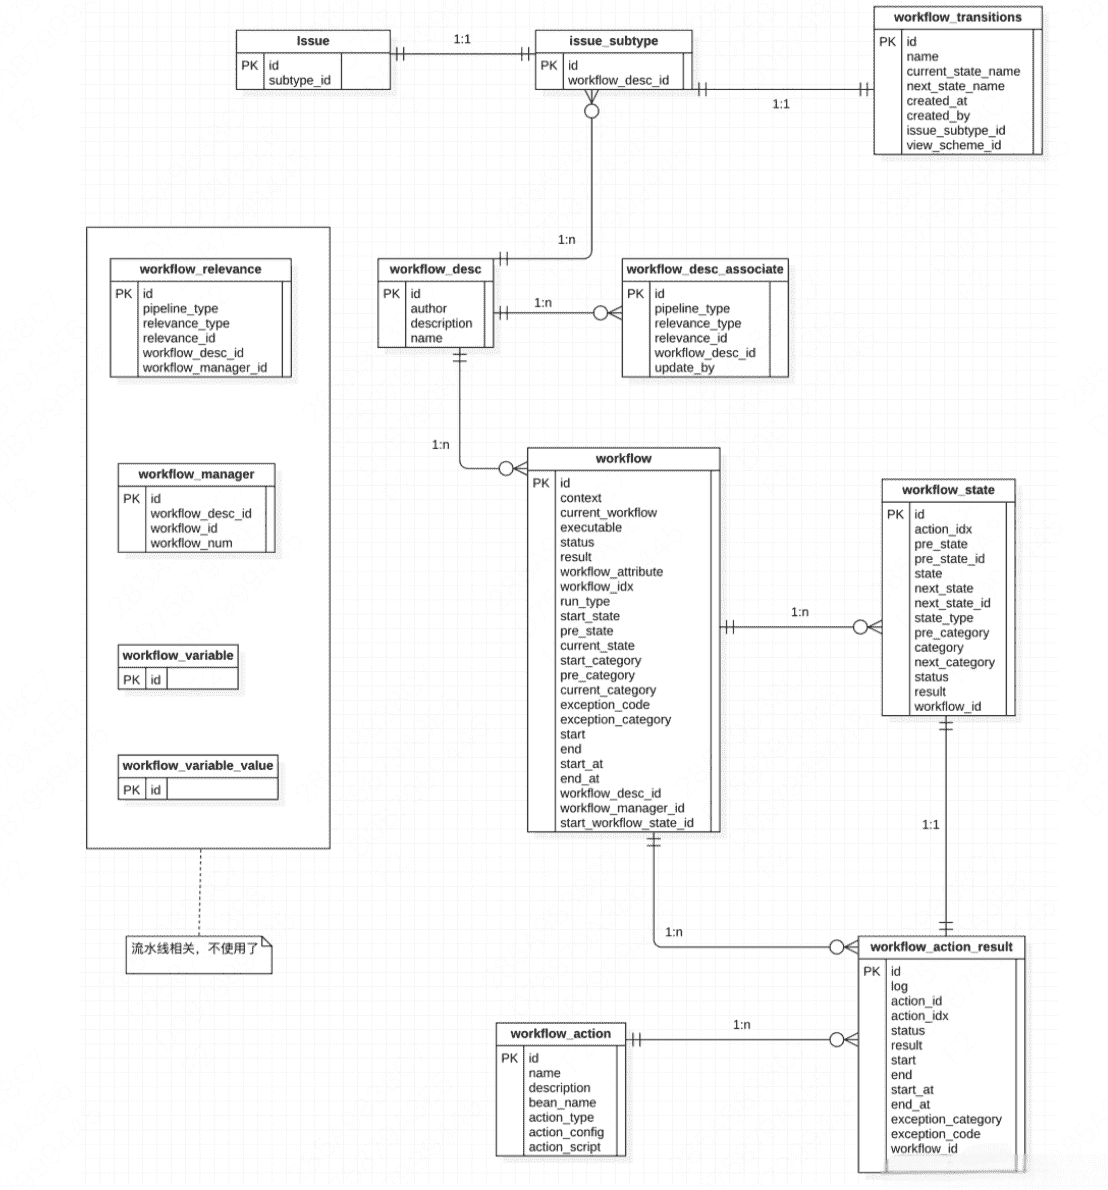 workflow_transitions
PK id
name
current_state_name
next_state_name
created_at
created_by
issue_subtype_id
view_scheme_id
Issue
PK id
subtype_id
1:1
issue_subtype
PK id
workflow_desc_id
1:1
1:n
workflow_relevance
PK id
pipeline_type
relevance_type
relevance_id
workflow_desc_id
workflow_manager_id
workflow_desc
PK id
author
description
name
1:n
workflow_desc_associate
PK id
pipeline_type
relevance_type
relevance_id
workflow_desc_id
update_by
1:n
workflow_manager
PK id
workflow_desc_id
workflow_id
workflow_num
workflow
PK id
context
current_workflow
executable
status
result
workflow_attribute
workflow_idx
run_type
start_state
pre_state
current_state
start_category
pre_category
current_category
exception_code
exception_category
start
end
start_at
end_at
workflow_desc_id
workflow_manager_id
start_workflow_state_id
1:n
workflow_state
PK id
action_idx
pre_state
pre_state_id
state
next_state
next_state_id
state_type
pre_category
category
next_category
status
result
workflow_id
workflow_variable
PK id
workflow_variable_value
PK id
1:1
流水线相关，不使用了
1:n
workflow_action_result
PK id
log
action_id
action_idx
status
result
start
end
start_at
end_at
exception_category
exception_code
workflow_id
workflow_action
PK id
name
description
bean_name
action_type
action_config
action_script
1:n